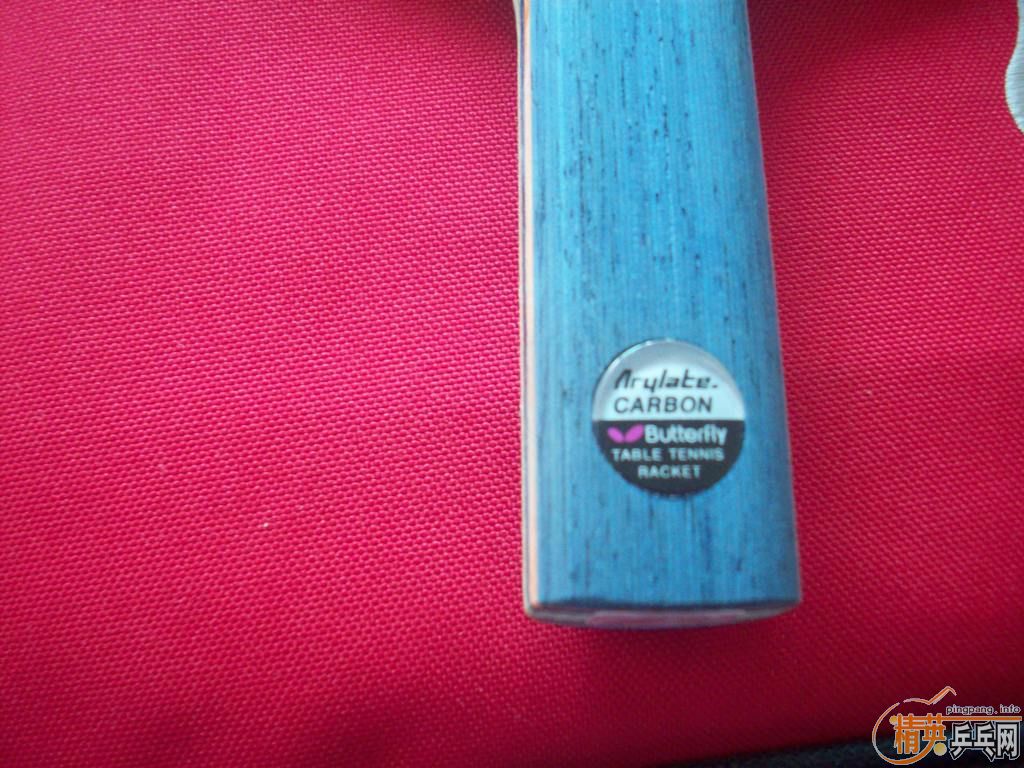 Arylate.
CARBON
Butterfly
TABLE TENNIS
RACKET
pingpang.info
精英乒乓网